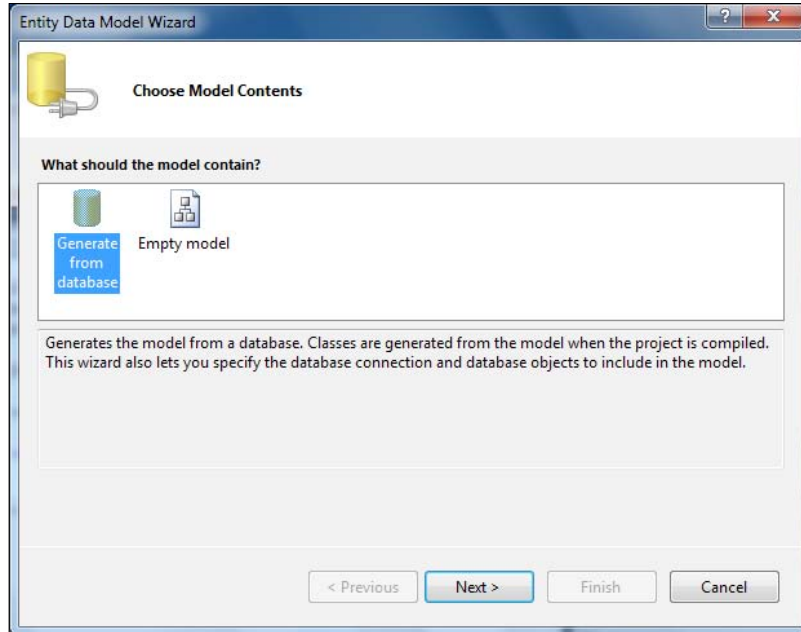 Entity Data Model Wizard
?
Choose Model Contents
What should the model contain?
Generate
from
database
Empty model
Generates the model from a database. Classes are generated from the model when the project is compiled.
This wizard also lets you specify the database connection and database objects to include in the model.
< Previous
Next >
Finish
Cancel